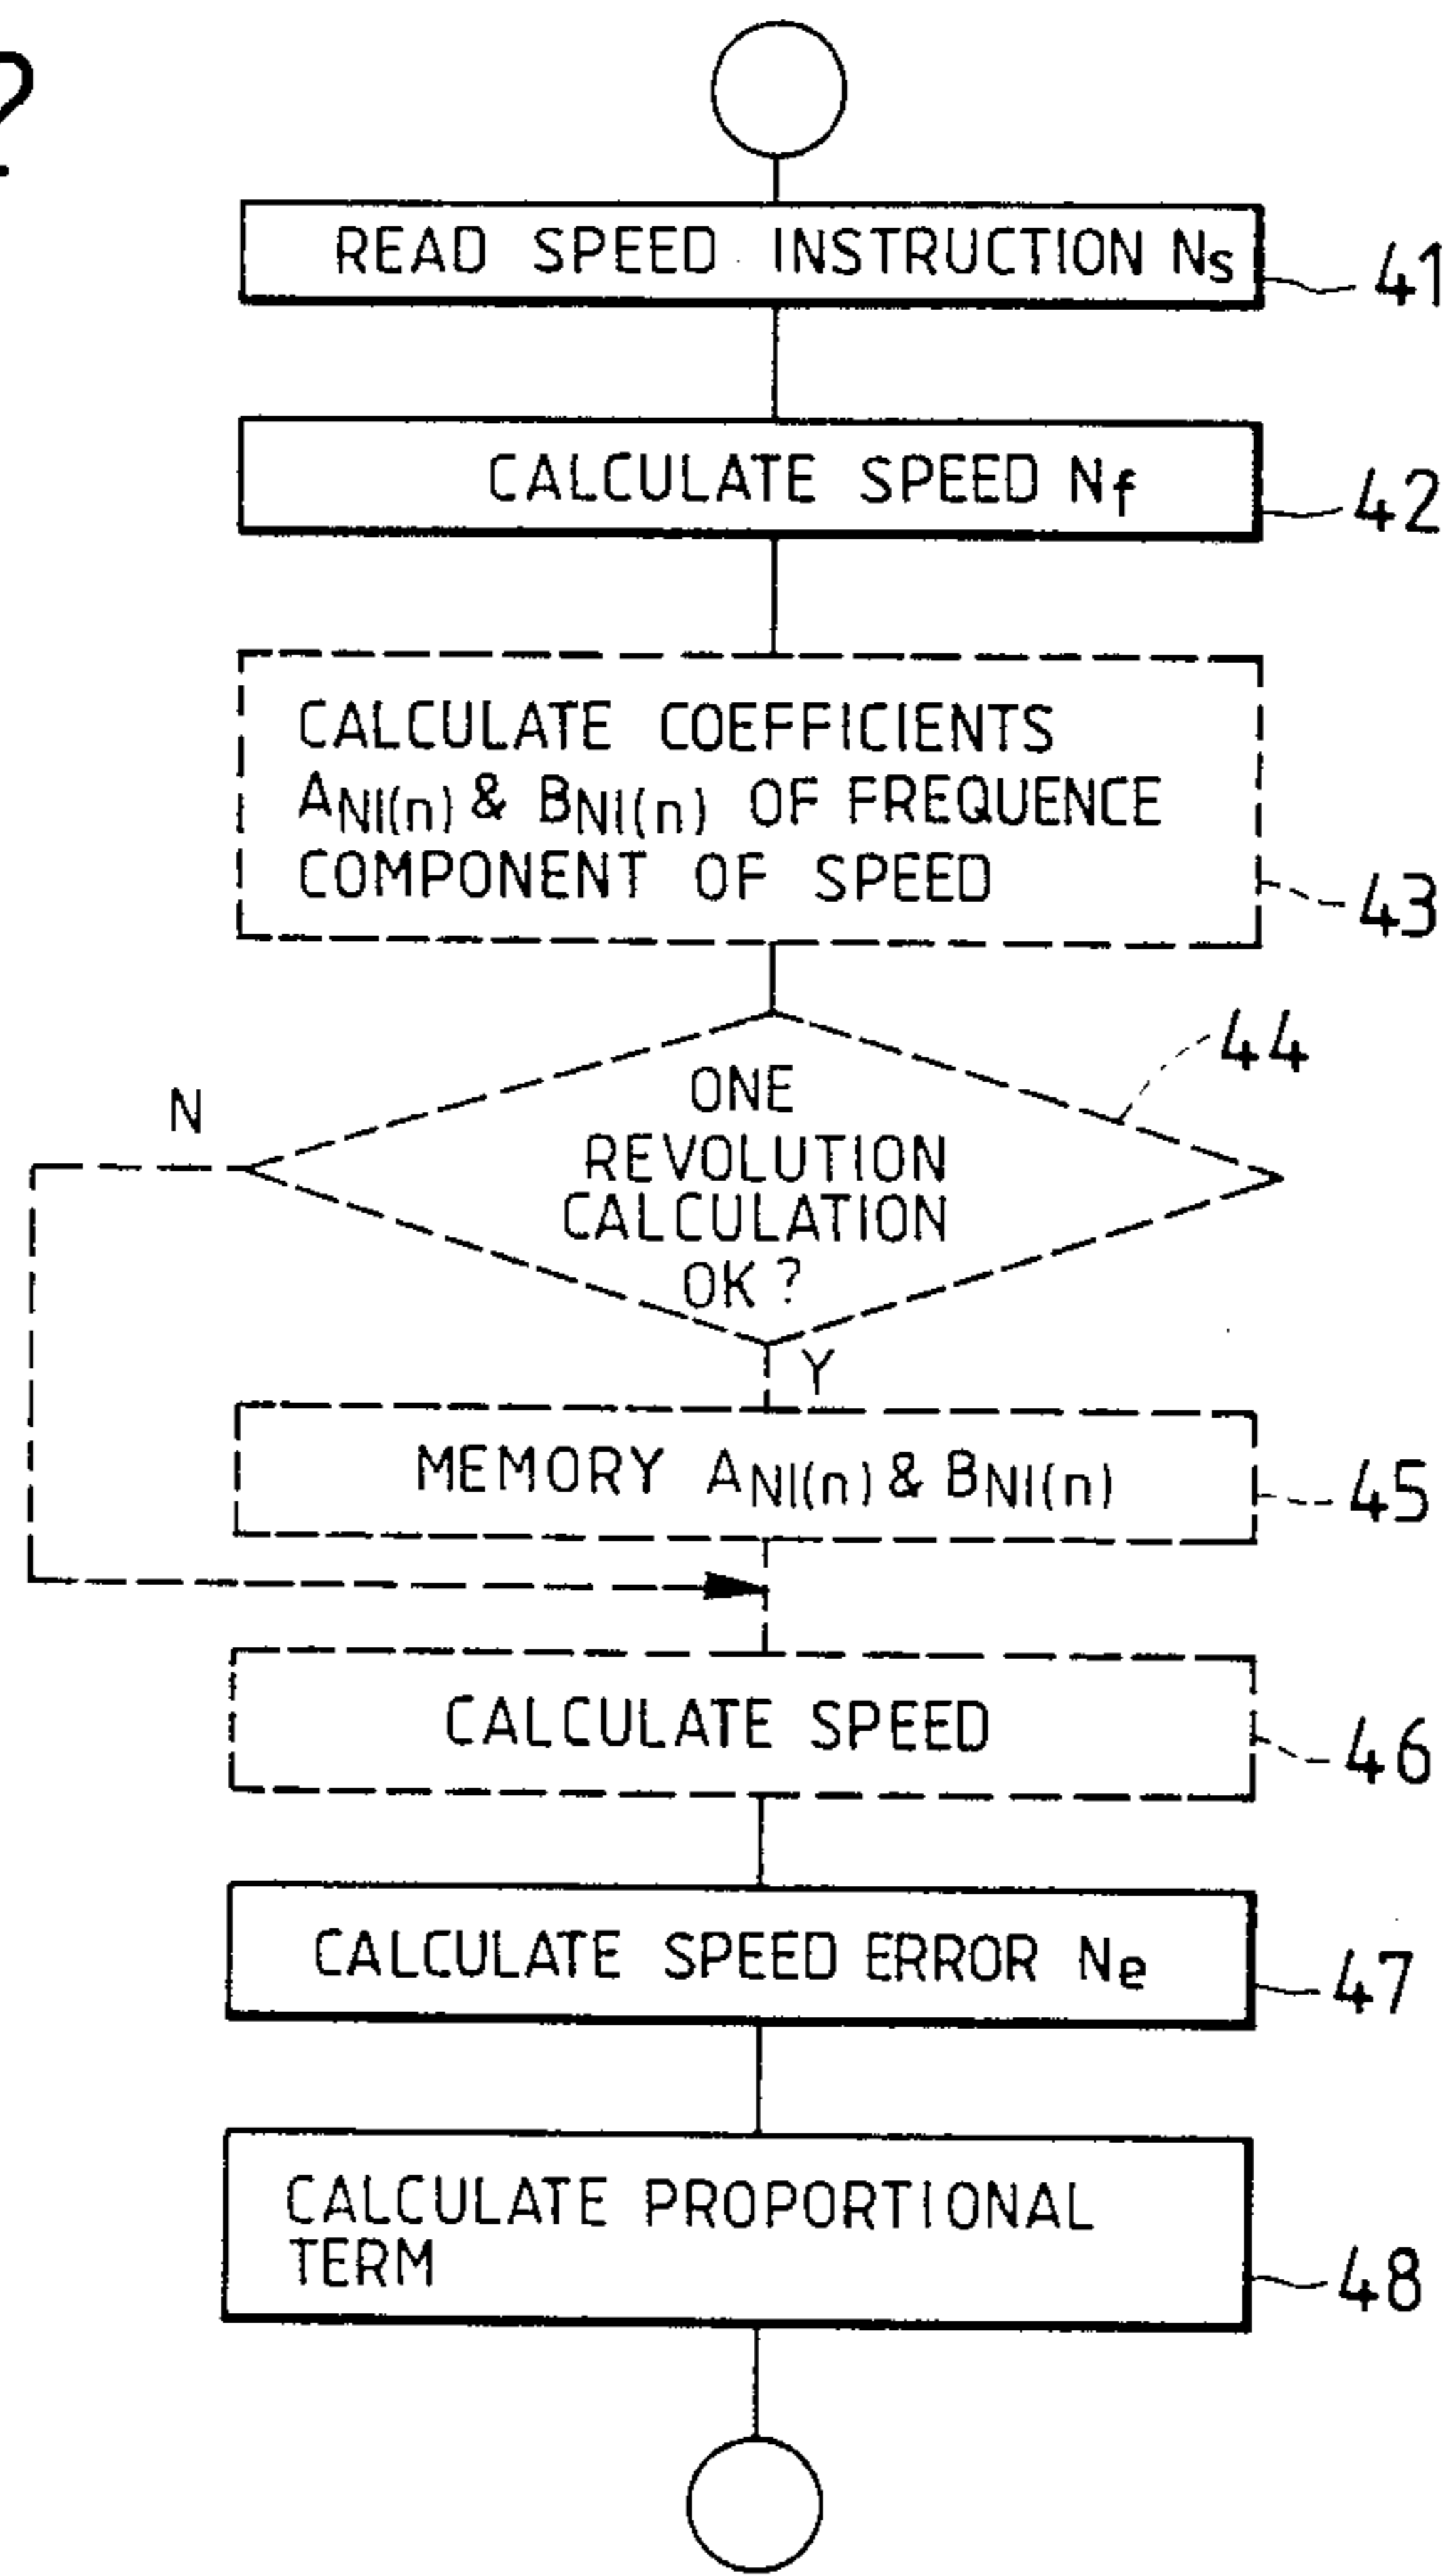 2
READ SPEED INSTRUCTION Ns
41
CALCULATE SPEED Nf
42
CALCULATE COEFFICIENTS
ANI(n) & BNI(n) OF FREQUENCE
COMPONENT OF SPEED
43
44
N
ONE
REVOLUTION
CALCULATION
OK ?
Y
MEMORY ANI(n) & BNI(n)
45
CALCULATE SPEED
46
CALCULATE SPEED ERROR Ne
47
CALCULATE PROPORTIONAL
TERM
48